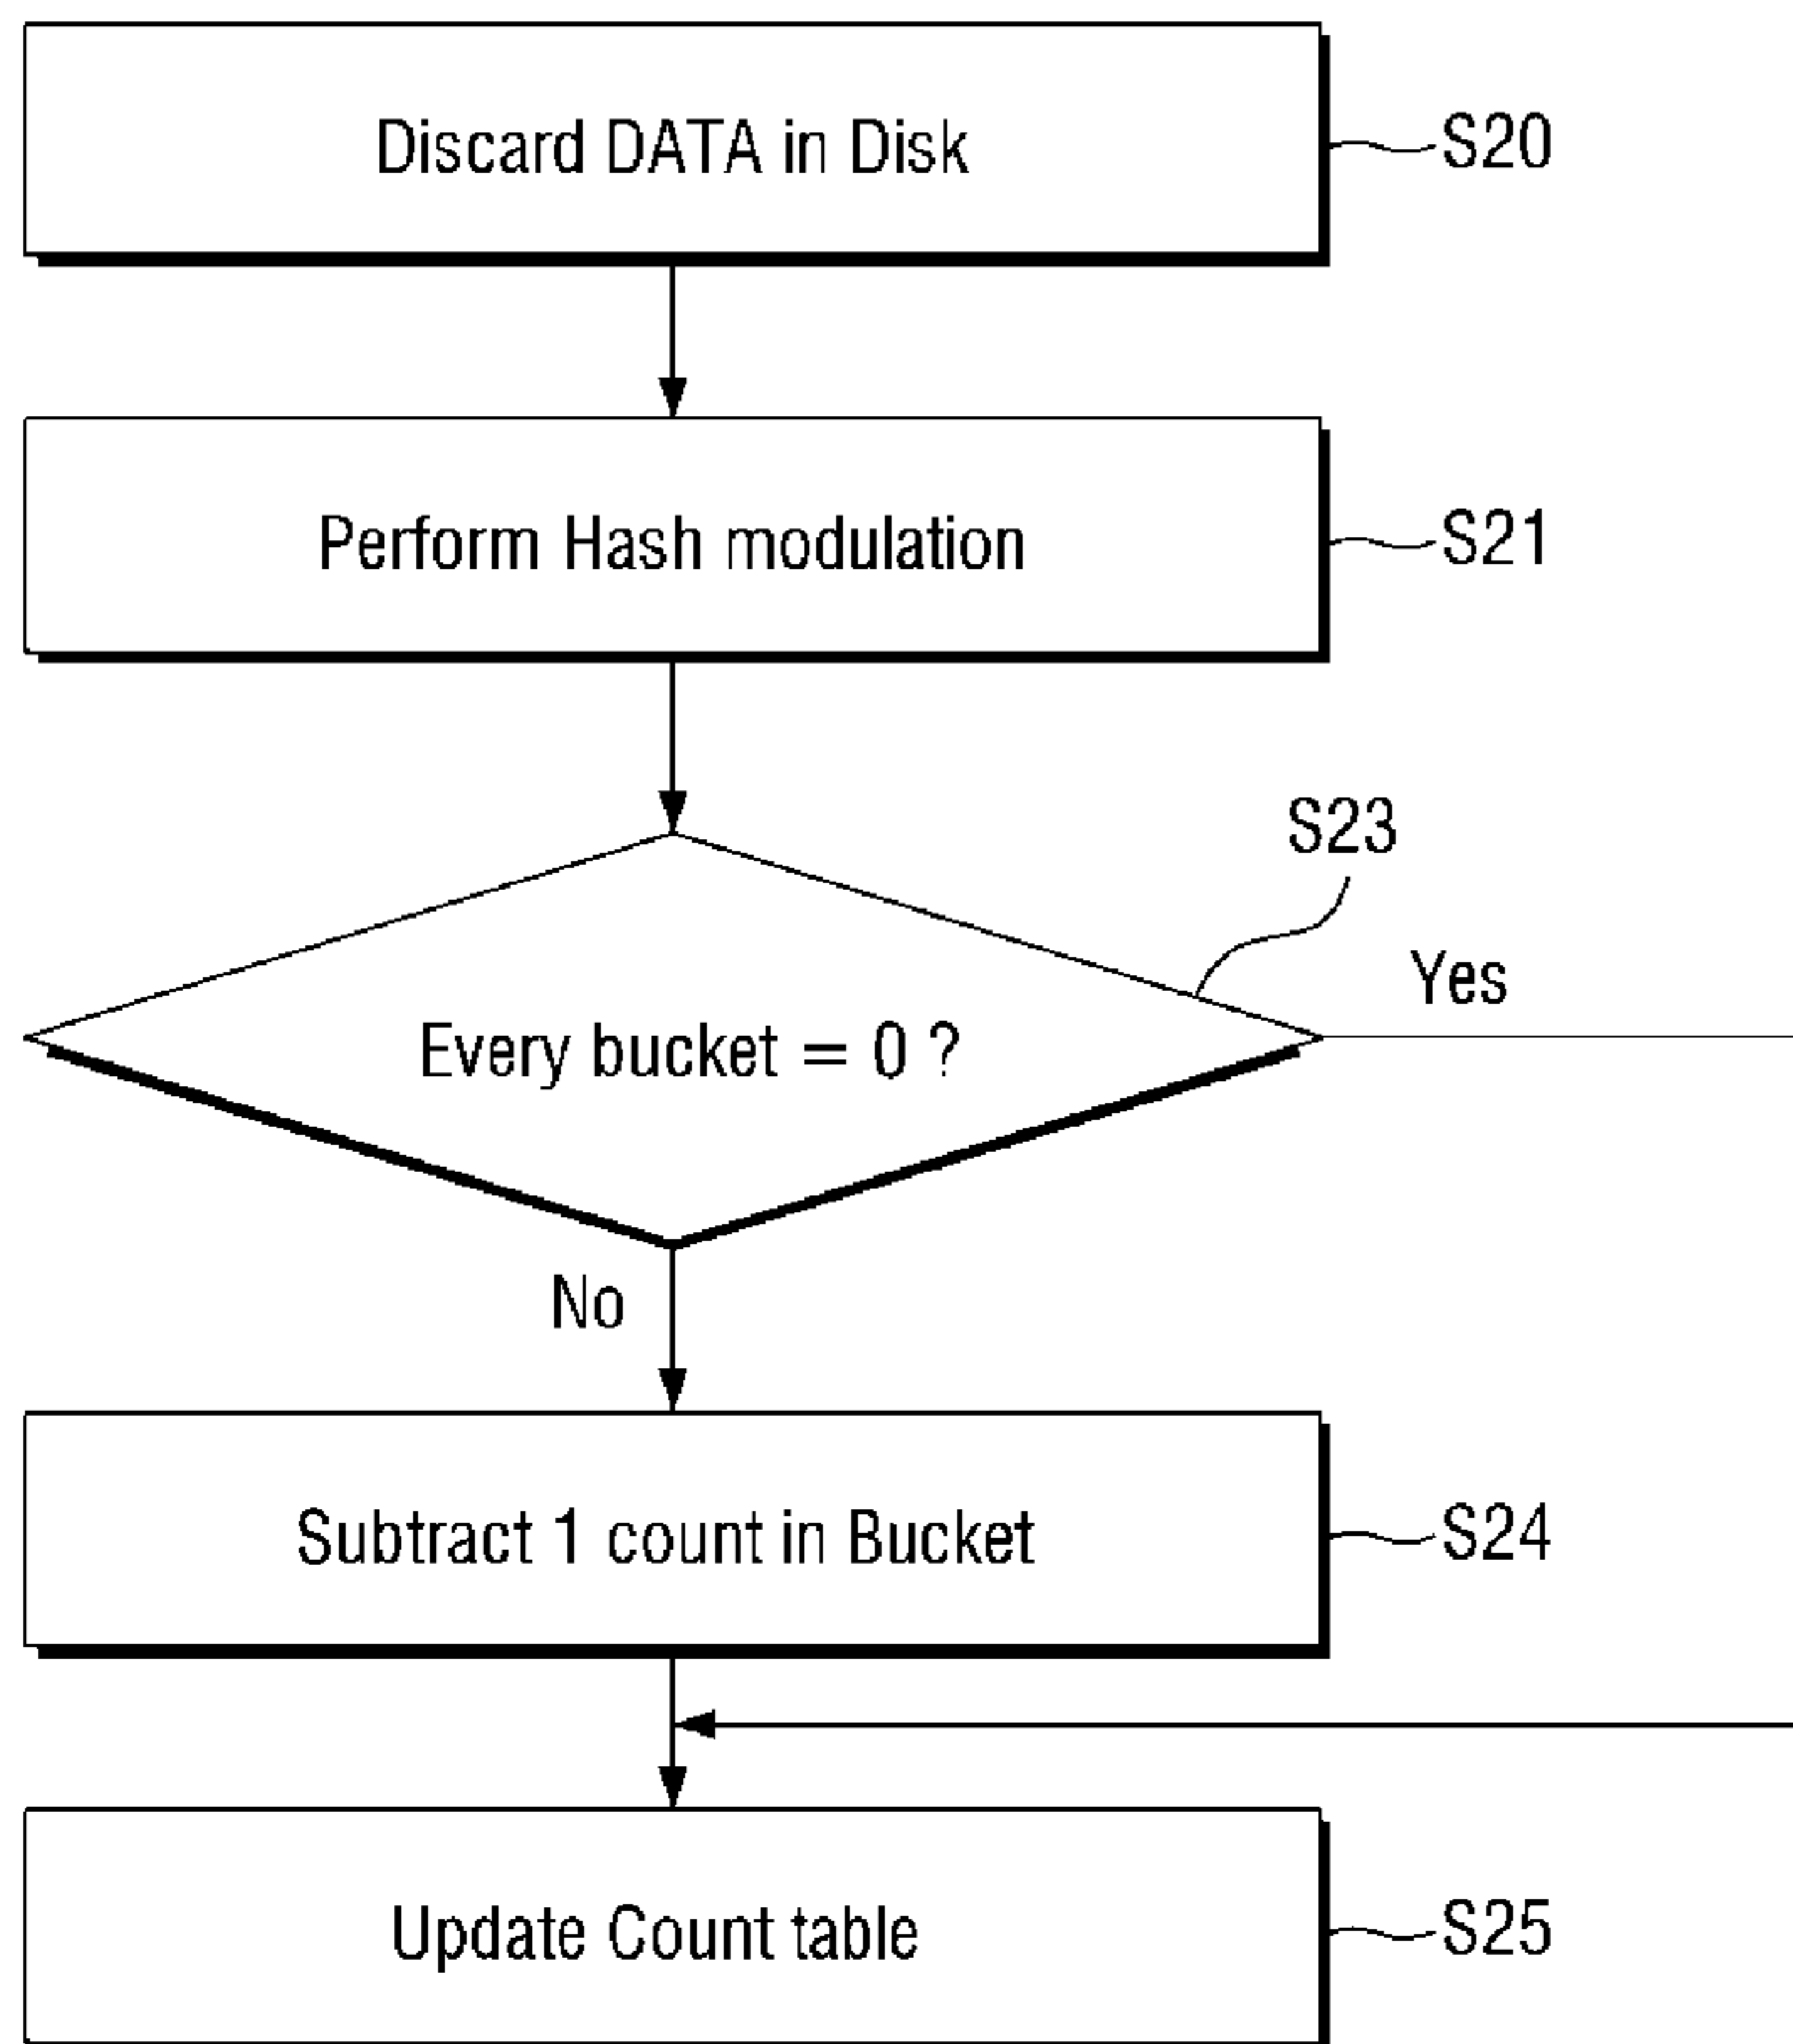 Discard DATA in Disk
S20
Perform Hash modulation
S21
S23
Yes
Every bucket = 0 ?
No
Subtract 1 count in Bucket
S24
Update Count table
S25